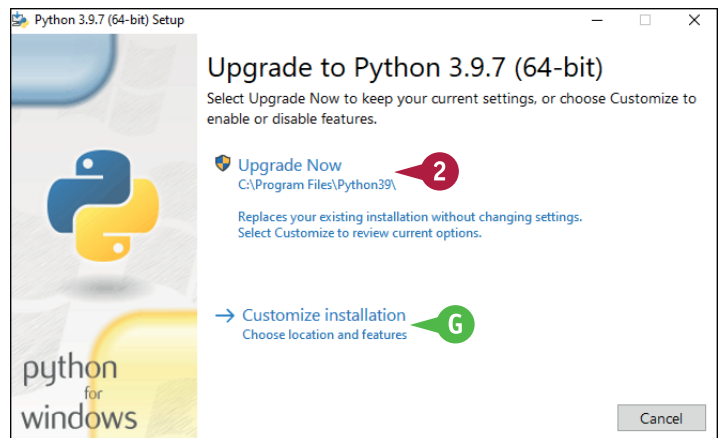 Python 3.9.7 (64-bit) Setup
Upgrade to Python 3.9.7 (64-bit)
Select Upgrade Now to keep your current settings, or choose Customize to
enable or disable features.
Upgrade Now
2
C:\Program Files\Python39\
Replaces your existing installation without changing settings.
Select Customize to review current options.
Customize installation
G
Choose location and features
python
for
windows
Cancel